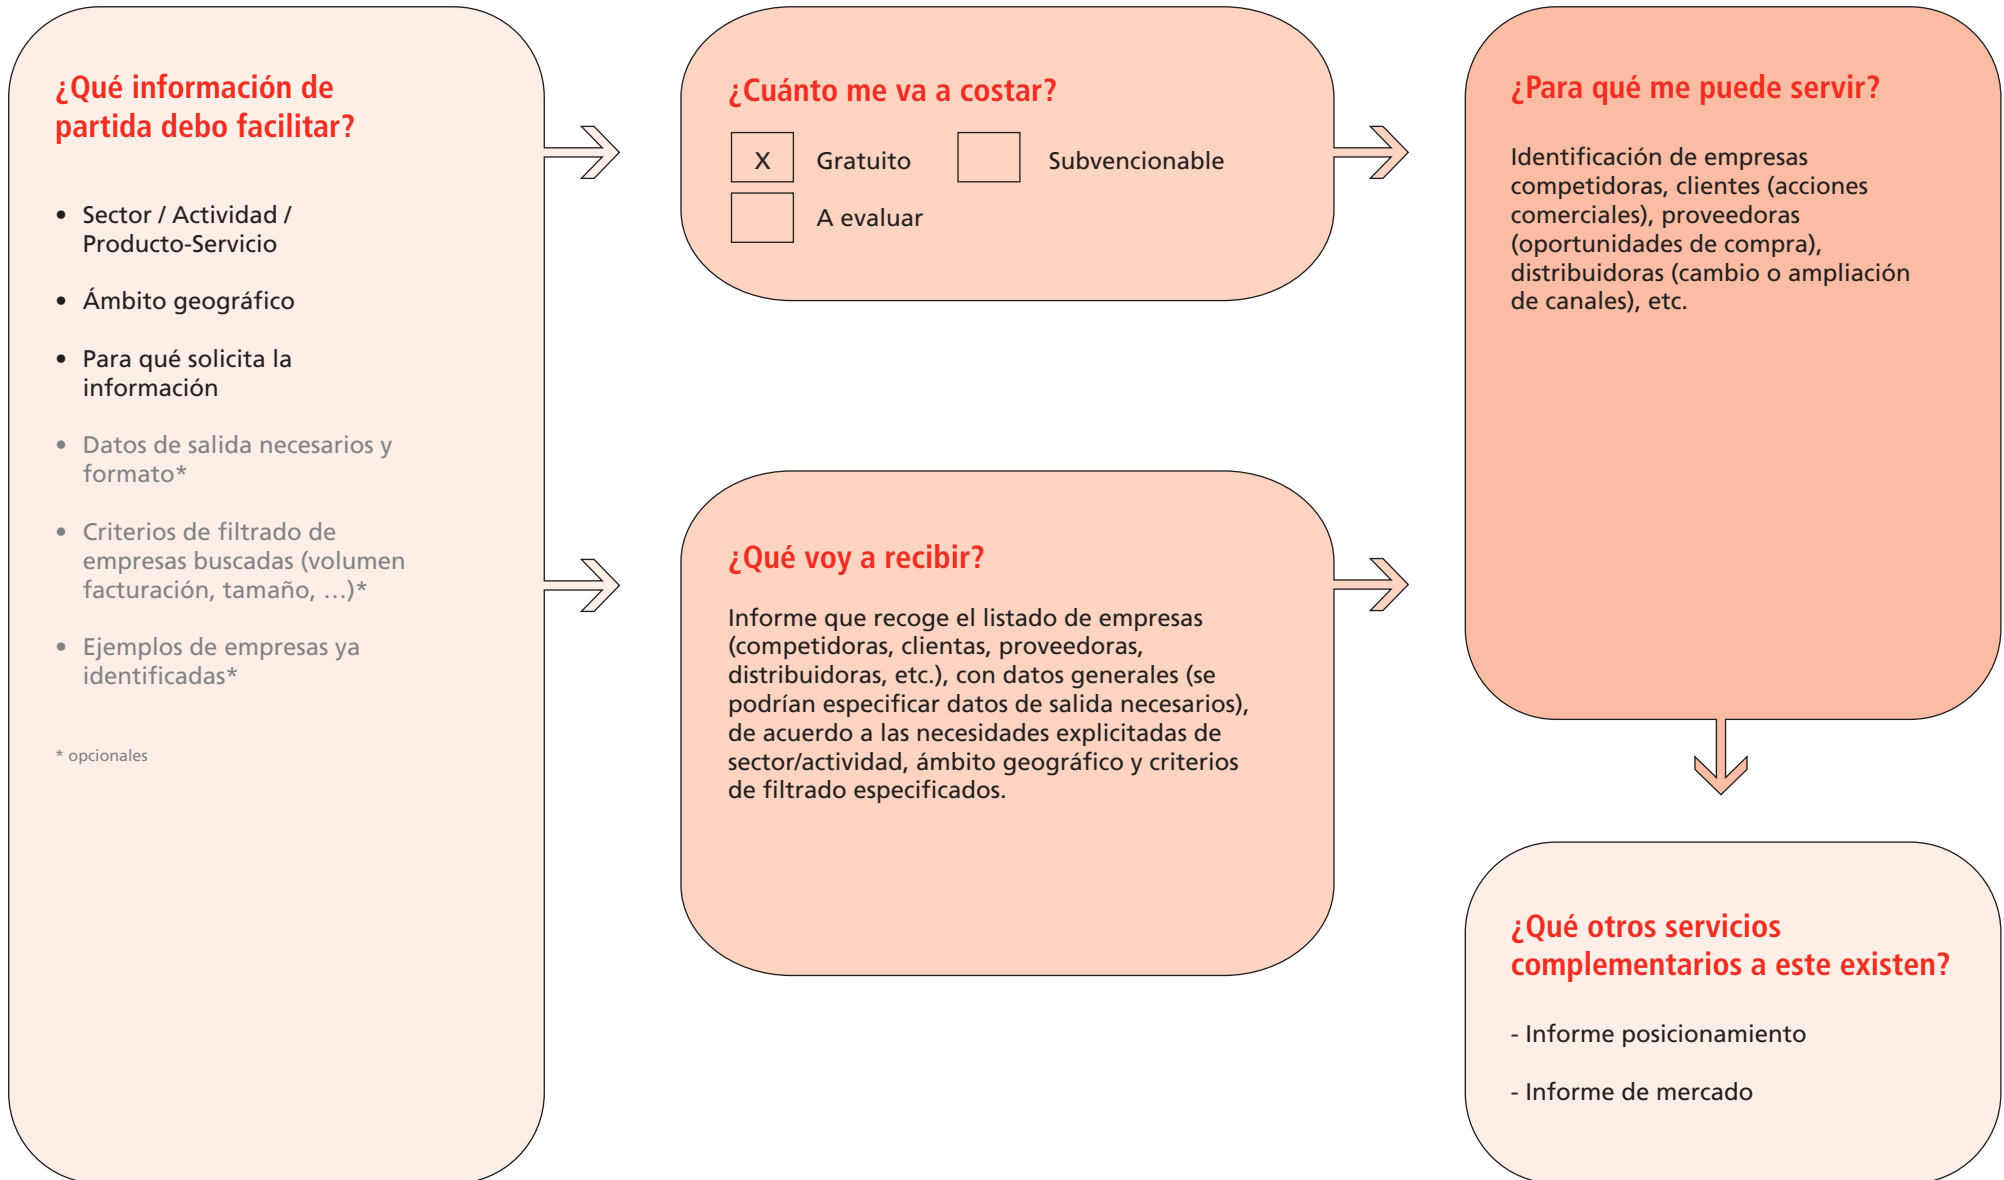 ¿Qué información de
partida debo facilitar?
• Sector / Actividad /
Producto-Servicio
• Ámbito geográfico
• Para qué solicita la
información
• Datos de salida necesarios y
formato*
• Criterios de filtrado de
empresas buscadas (volumen
facturación, tamaño, …)*
• Ejemplos de empresas ya
identificadas*
* opcionales
¿Cuánto me va a costar?
X Gratuito Subvencionable
A evaluar
¿Qué voy a recibir?
Informe que recoge el listado de empresas
(competidoras, clientas, proveedoras,
distribuidoras, etc.), con datos generales (se
podrían especificar datos de salida necesarios),
de acuerdo a las necesidades explicitadas de
sector/actividad, ámbito geográfico y criterios
de filtrado especificados.
¿Para qué me puede servir?
Identificación de empresas
competidoras, clientes (acciones
comerciales), proveedoras
(oportunidades de compra),
distribuidoras (cambio o ampliación
de canales), etc.
¿Qué otros servicios
complementarios a este existen?
- Informe posicionamiento
- Informe de mercado